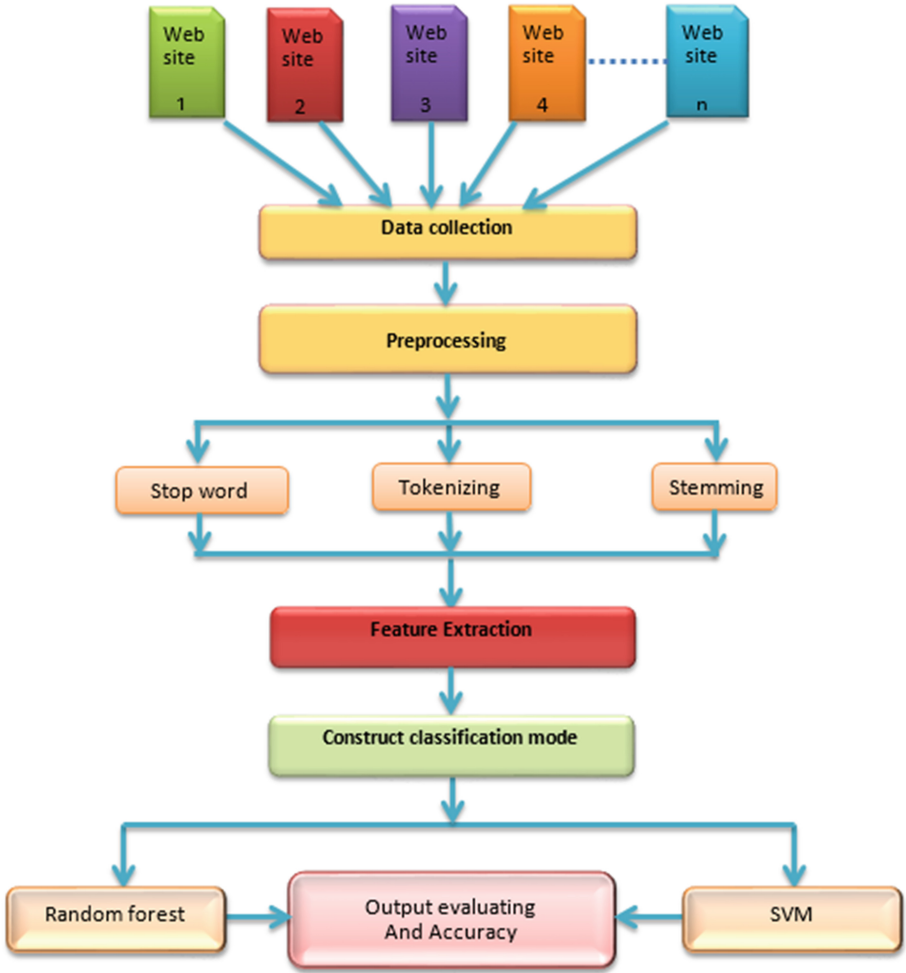 Web
site
1
Web
site
2
Web
site
3
Web
site
4
Web
site
n
Data collection
Preprocessing
Stop word
Tokenizing
Stemming
Feature Extraction
Construct classification mode
Random forest
Output evaluating
And Accuracy
SVM